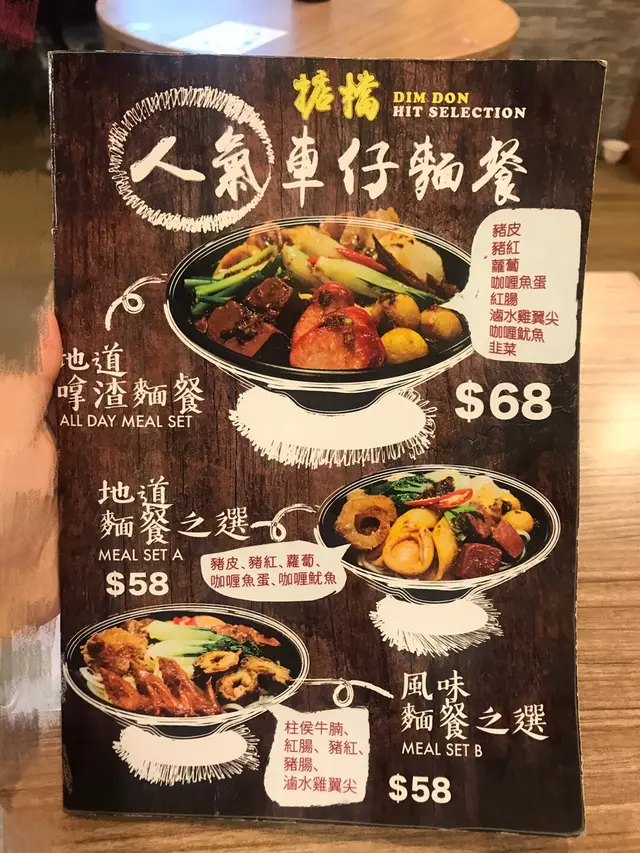 掂檔 DIM DON
HIT SELECTION
人氣車仔麵餐
豬皮
豬紅
蘿蔔
咖喱魚蛋
紅腸
滷水雞翼尖
咖喱魷魚
韭菜
地道
嗱渣麵餐
ALL DAY MEAL SET
$68
地道
麵餐之選
MEAL SET A
$58
豬皮、豬紅、蘿蔔、
咖喱魚蛋、咖喱魷魚
風味
麵餐之選
MEAL SET B
$58
柱侯牛腩、
紅腸、豬紅、
豬腸、
滷水雞翼尖